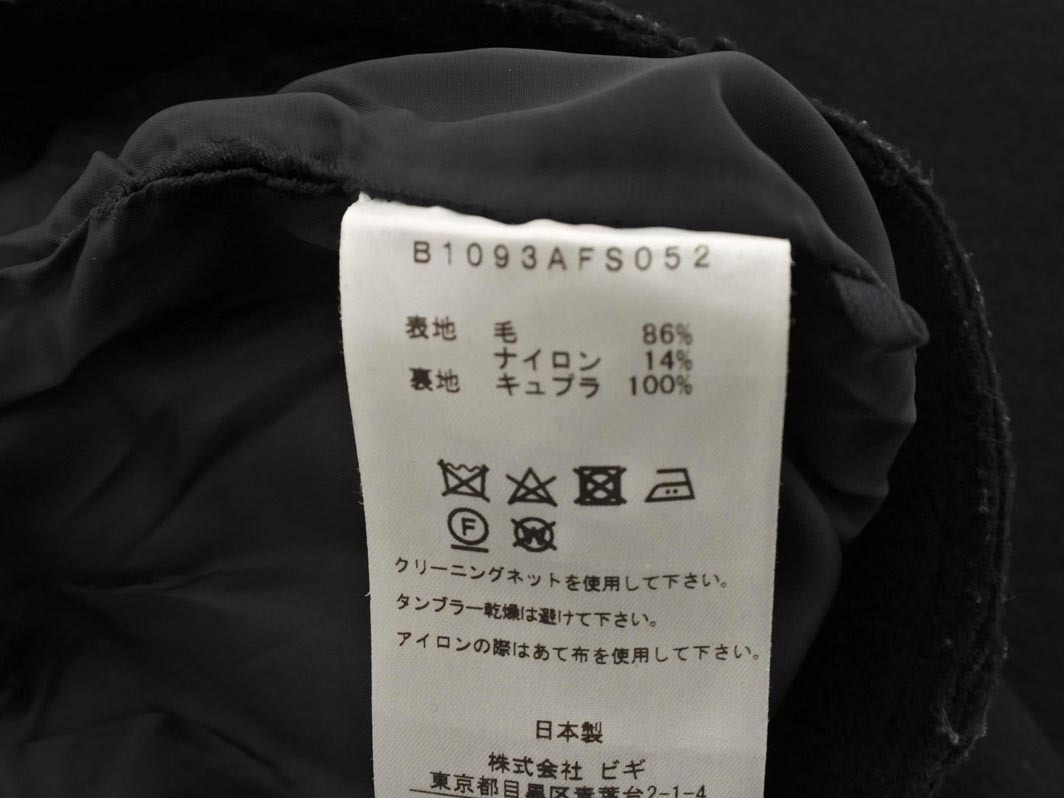 B1093AFS052
表地 毛 86%
ナイロン 14%
裏地 キュプラ 100%
F W
クリーニングネットを使用して下さい。
タンブラー乾燥は避けて下さい。
アイロンの際はあて布を使用して下さい。
日本製
株式会社 ビギ
東京都目黒区青葉台2-1-4